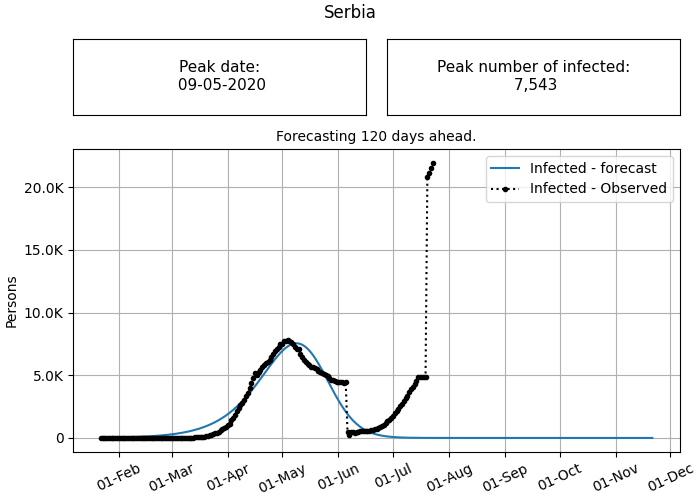 Serbia
Peak date:
09-05-2020
Peak number of infected:
7,543
Forecasting 120 days ahead.
Infected - forecast
Infected - Observed
Persons
20.0K
15.0K
10.0K
5.0K
0
01-Feb
01-Mar
01-Apr
01-May
01-Jun
01-Jul
01-Aug
01-Sep
01-Oct
01-Nov
01-Dec